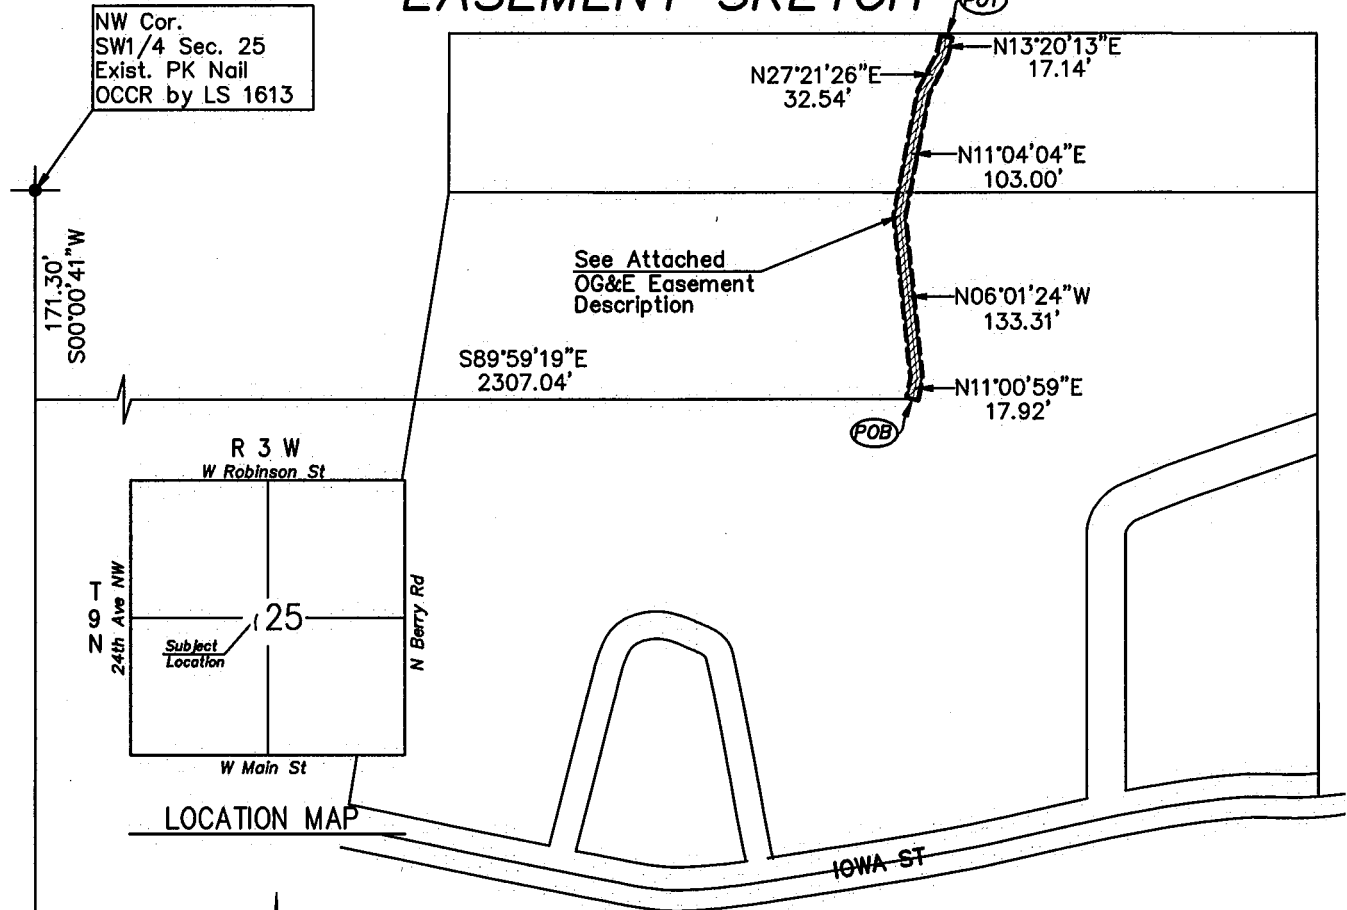 EASEMENT SKETCH
NW Cor.
SW1/4 Sec. 25
Exist. PK Nail
OCCR by LS 1613
N13°20'13"E
17.14'
N27°21'26"E
32.54'
N11°04'04"E
103.00'
171.30'
S00°00'41"W
See Attached
OG&E Easement
Description
N06°01'24"W
133.31'
S89°59'19"E
2307.04'
N11°00'59"E
17.92'
POB
R 3 W
W Robinson St
T
9
N
24th Ave NW
25
N Berry Rd
Subject
Location
W Main St
LOCATION MAP
IOWA ST